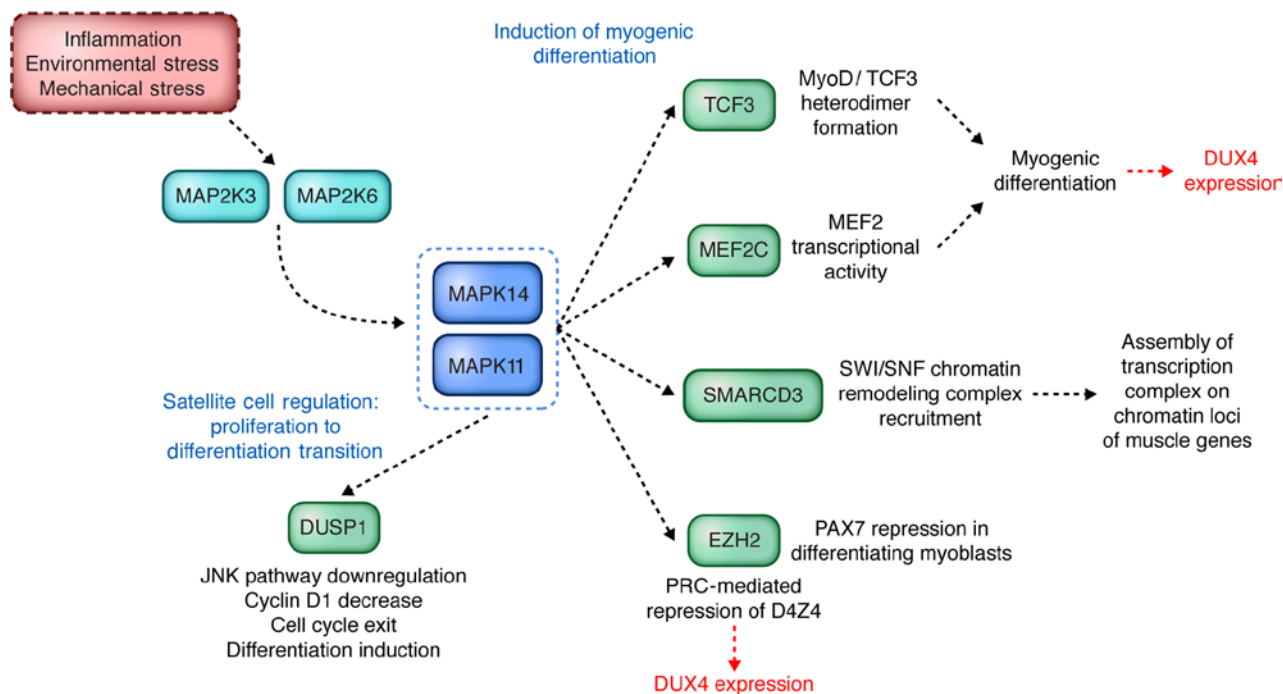 Inflammation
Environmental stress
Mechanical stress
MAP2K3
MAP2K6
MAPK14
MAPK11
Satellite cell regulation:
proliferation to
differentiation transition
DUSP1
JNK pathway downregulation
Cyclin D1 decrease
Cell cycle exit
Differentiation induction
Induction of myogenic
differentiation
TCF3
MyoD/ TCF3
heterodimer
formation
MEF2C
MEF2
transcriptional
activity
Myogenic
differentiation
DUX4
expression
SMARCD3
SWI/SNF chromatin
remodeling complex
recruitment
Assembly of
transcription
complex on
chromatin loci
of muscle genes
EZH2
PAX7 repression in
differentiating myoblasts
PRC-mediated
repression of D4Z4
DUX4 expression